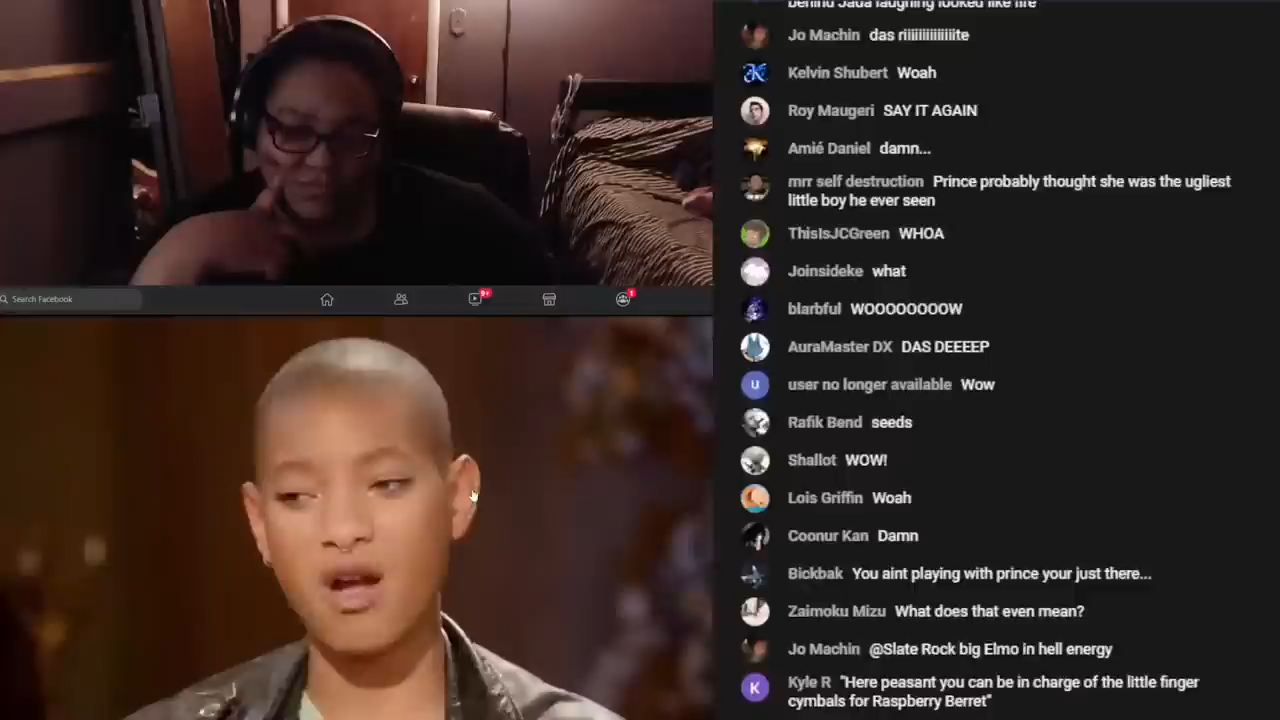 behind Jada laughing looked like fire
Jo Machin das riiiiiiiiiiiiite
Kelvin Shubert Woah
Roy Maugeri SAY IT AGAIN
Amié Daniel damn...
mrr self destruction Prince probably thought she was the ugliest
little boy he ever seen
ThisIsJCGreen WHOA
Joinsideke what
blarbful WOOOOOOOOW
AuraMaster DX DAS DEEEEP
u user no longer available Wow
Rafik Bend seeds
Shallot WOW!
Lois Griffin Woah
Coonur Kan Damn
Bickbak You aint playing with prince your just there...
Zaimoku Mizu What does that even mean?
Jo Machin @Slate Rock big Elmo in hell energy
K Kyle R "Here peasant you can be in charge of the little finger
cymbals for Raspberry Berret"
Search Facebook
9+
1